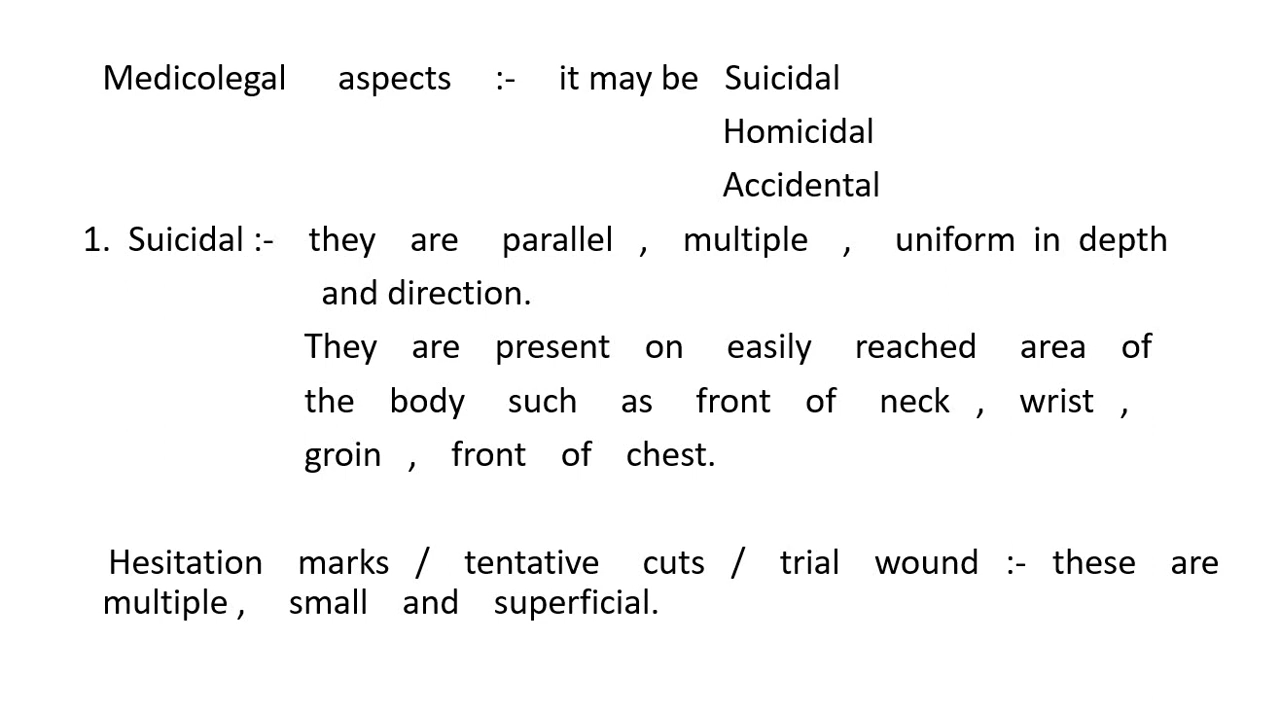 Medicolegal aspects :- it may be Suicidal
Homicidal
Accidental
1. Suicidal :- they are parallel , multiple , uniform in depth
and direction.
They are present on easily reached area of
the body such as front of neck , wrist ,
groin , front of chest.
Hesitation marks / tentative cuts / trial wound :- these are
multiple , small and superficial.